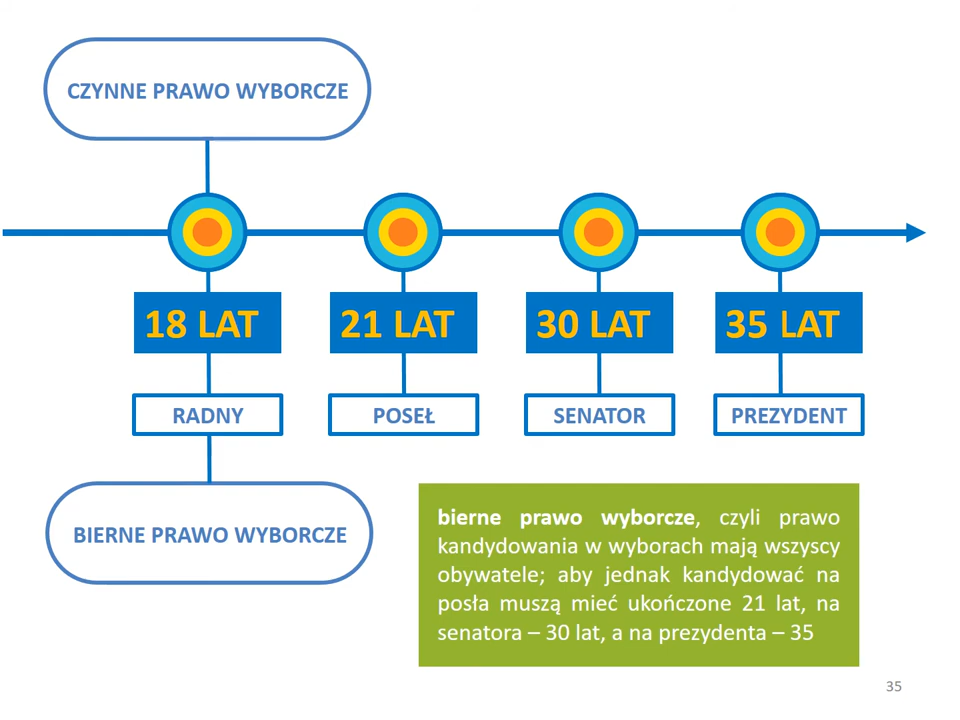 CZYNNE PRAWO WYBORCZE
18 LAT
21 LAT
30 LAT
35 LAT
RADNY
POSEŁ
SENATOR
PREZYDENT
BIERNE PRAWO WYBORCZE
bierne prawo wyborcze, czyli prawo
kandydowania w wyborach mają wszyscy
obywatele; aby jednak kandydować na
posła muszą mieć ukończone 21 lat, na
senatora – 30 lat, a na prezydenta – 35
35